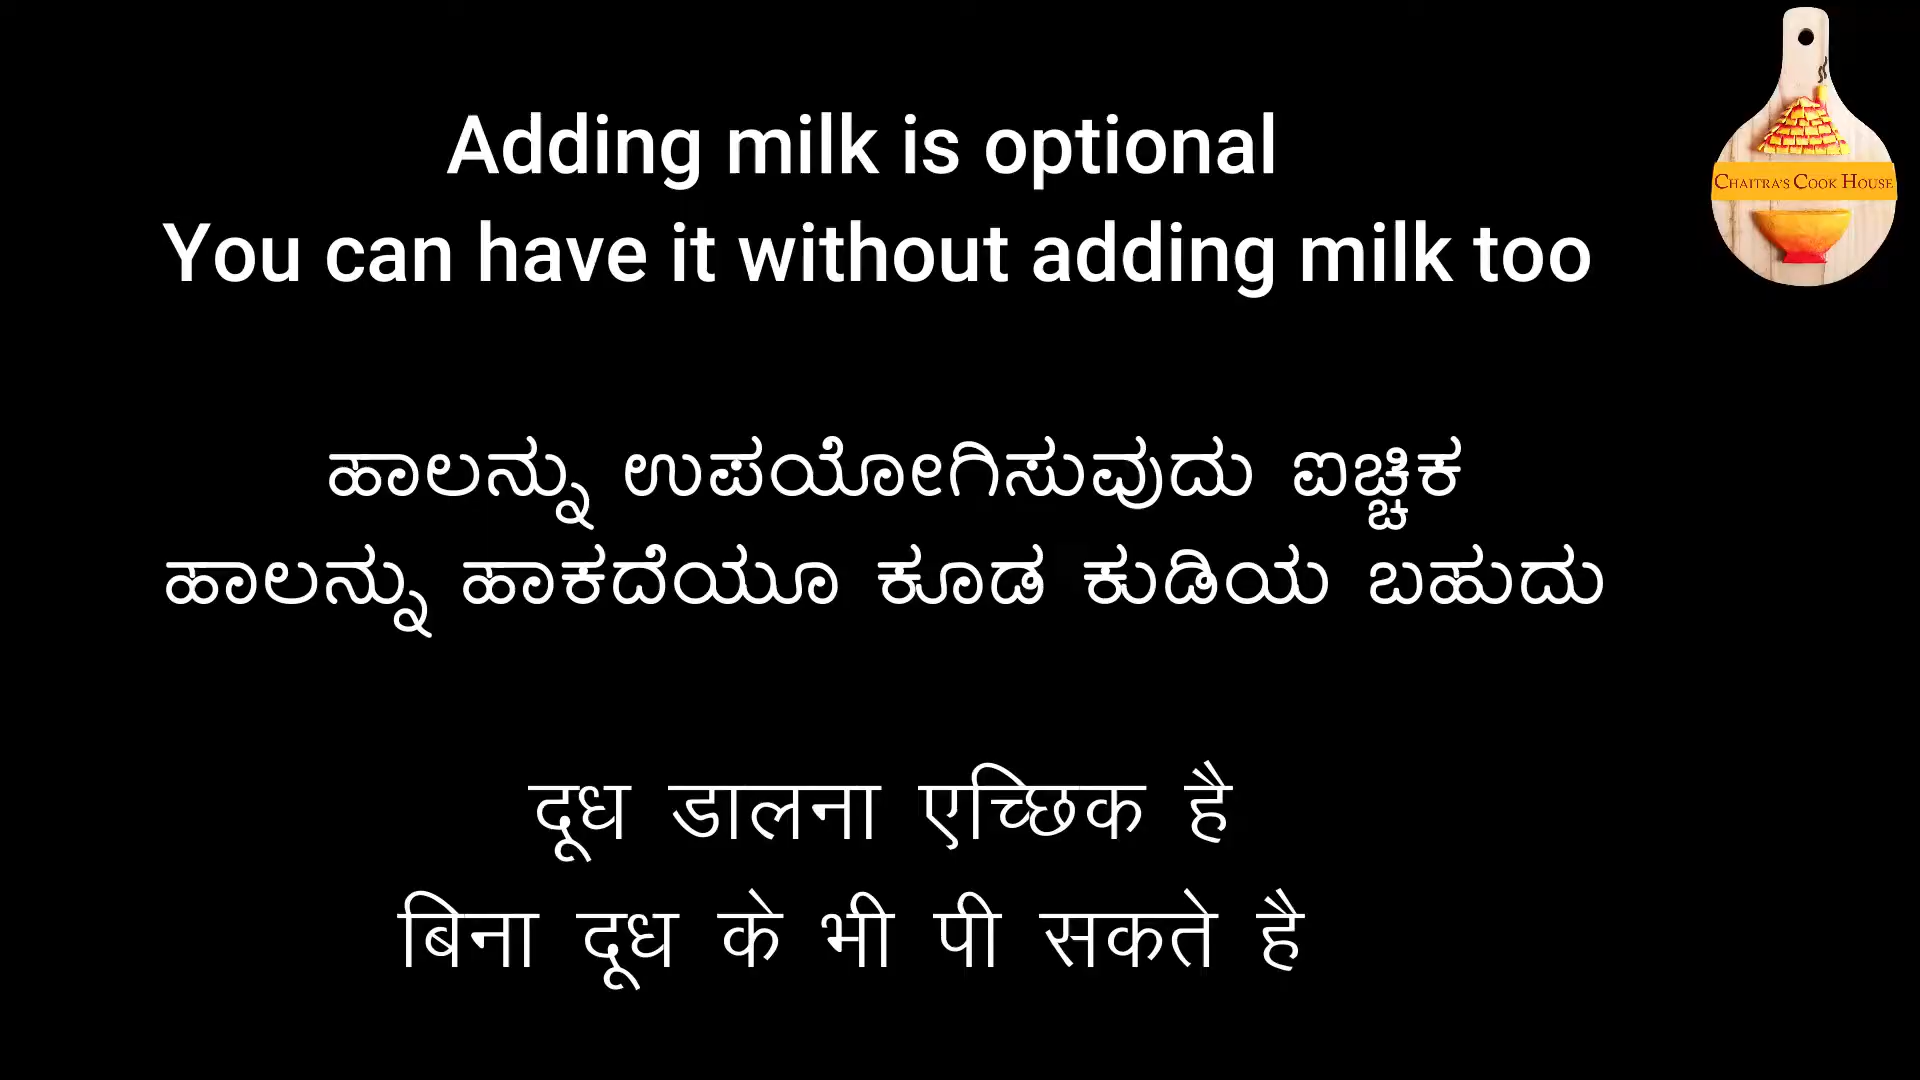 Adding milk is optional
You can have it without adding milk too
ಹಾಲನ್ನು ಉಪಯೋಗಿಸುವುದು ಐಚ್ಚಿಕ
ಹಾಲನ್ನು ಹಾಕದೆಯೂ ಕೂಡ ಕುಡಿಯ ಬಹುದು
दूध डालना एच्छिक है
बिना दूध के भी पी सकते है
CHAITRA'S COOK HOUSE